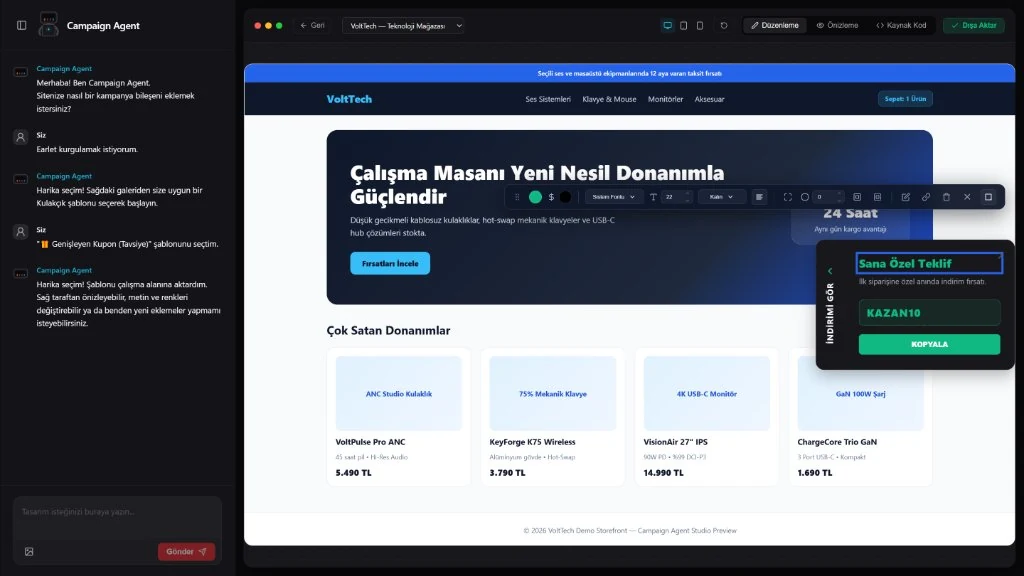 Campaign Agent
Campaign Agent
Merhaba! Ben Campaign Agent.
Sitenize nasıl bir kampanya bileşeni eklemek
istersiniz?
Siz
Earlet kurgulamak istiyorum.
Campaign Agent
Harika seçim! Sağdaki galeriden size uygun bir
Kulakçık şablonu seçerek başlayın.
Siz
"🎁 Genişleyen Kupon (Tavsiye)" şablonunu seçtim.
Campaign Agent
Harika seçim! Şablonu çalışma alanına aktardım.
Sağ taraftan önizleyebilir, metin ve renkleri
değiştirebilir ya da benden yeni eklemeler yapmamı
isteyebilirsiniz.
Tasarım isteğinizi buraya yazın...
Gönder
Geri
VoltTech — Teknoloji Mağazası
Düzenleme
Önizleme
Kaynak Kod
Dışa Aktar
Seçili ses ve masaüstü ekipmanlarında 12 aya varan taksit fırsatı
VoltTech
Ses Sistemleri
Klavye & Mouse
Monitörler
Aksesuar
Sepet: 1 Ürün
Çalışma Masanı Yeni Nesil Donanımla
Güçlendir
Düşük gecikmeli kablosuz kulaklıklar, hot-swap mekanik klavyeler ve USB-C
hub çözümleri stokta.
Fırsatları İncele
$
22
Kalın
0
24 Saat
Aynı gün kargo avantajı
İNDİRİMİ GÖR
Sana Özel Teklif
İlk siparişine özel anında indirim fırsatı.
KAZAN10
KOPYALA
Çok Satan Donanımlar
ANC Studio Kulaklık
VoltPulse Pro ANC
45 saat pil • Hi-Res Audio
5.490 TL
75% Mekanik Klavye
KeyForge K75 Wireless
Alüminyum gövde • Hot-Swap
3.790 TL
4K USB-C Monitör
VisionAir 27" IPS
90W PD • %99 DCI-P3
14.990 TL
GaN 100W Şarj
ChargeCore Trio GaN
3 Port USB-C • Kompakt
1.690 TL
© 2026 VoltTech Demo Storefront — Campaign Agent Studio Preview